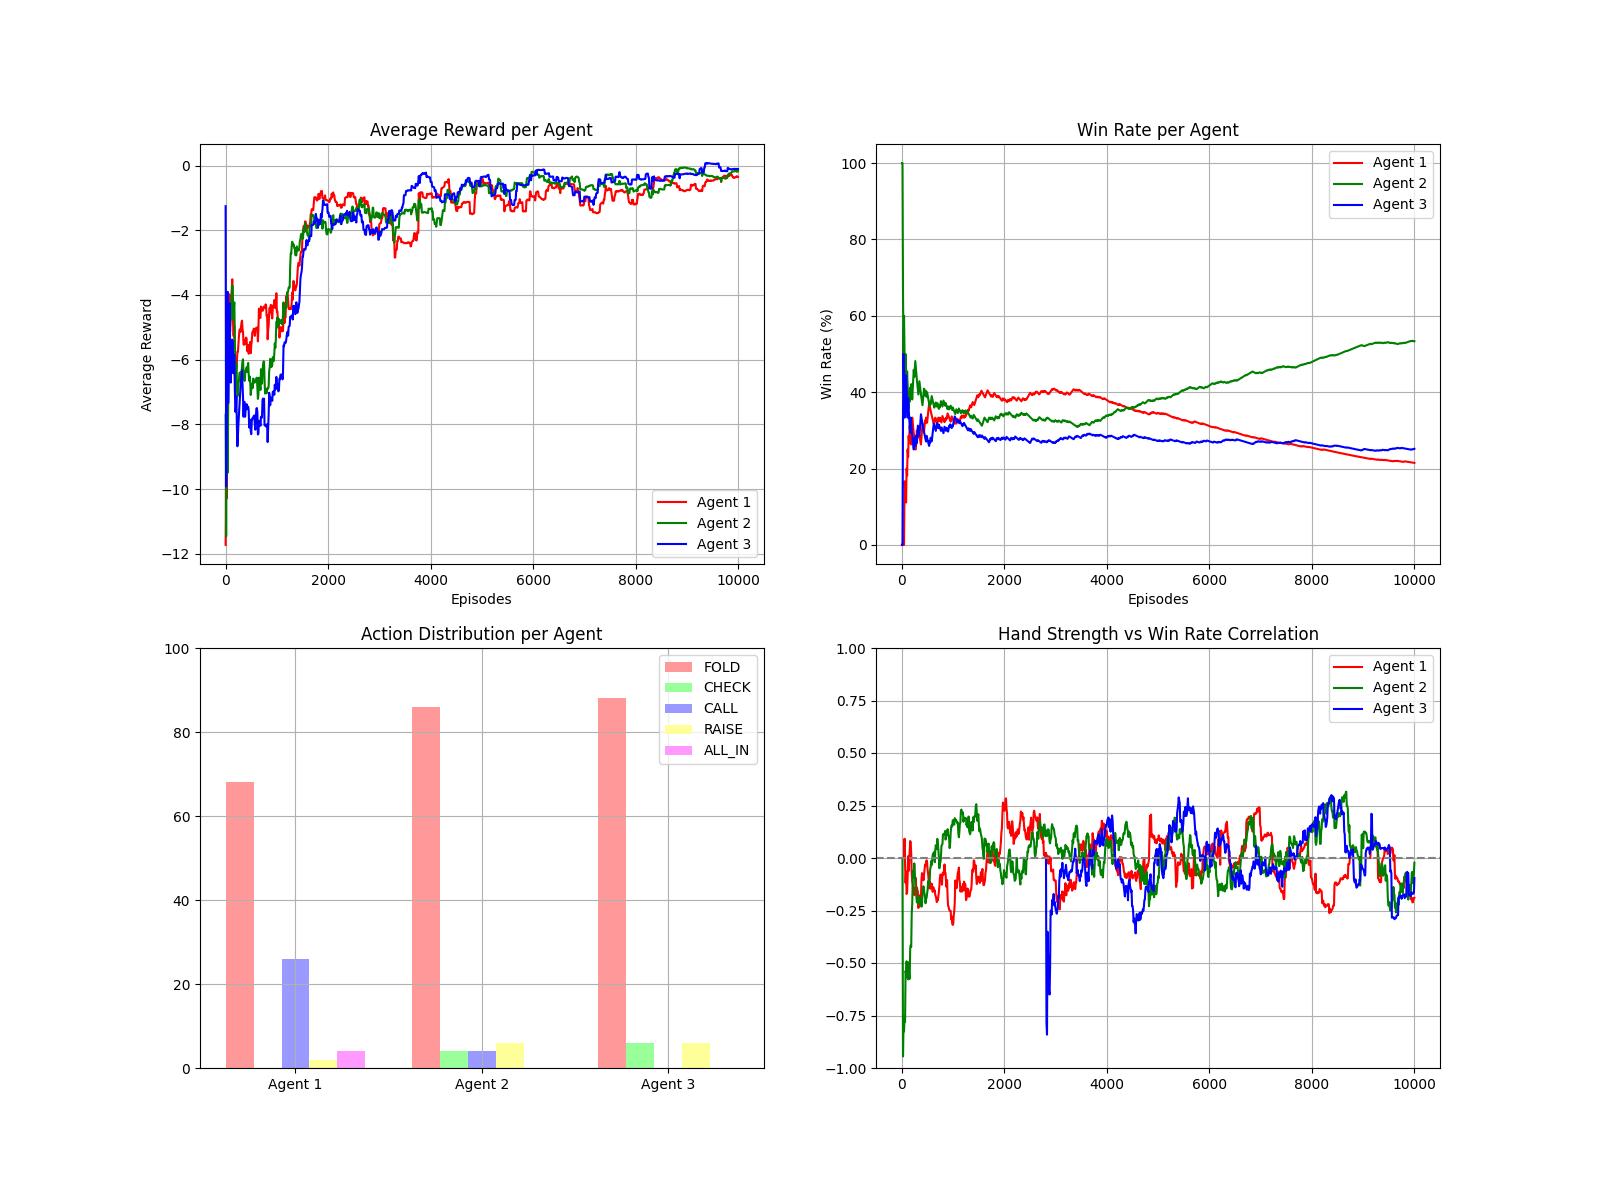 Average Reward per Agent
Average Reward
0
−2
−4
−6
−8
−10
−12
0 2000 4000 6000 8000 10000
Episodes
Agent 1
Agent 2
Agent 3
Win Rate per Agent
Win Rate (%)
100
80
60
40
20
0
0 2000 4000 6000 8000 10000
Episodes
Agent 1
Agent 2
Agent 3
Action Distribution per Agent
100
80
60
40
20
0
Agent 1 Agent 2 Agent 3
FOLD
CHECK
CALL
RAISE
ALL_IN
Hand Strength vs Win Rate Correlation
1.00
0.75
0.50
0.25
0.00
−0.25
−0.50
−0.75
−1.00
0 2000 4000 6000 8000 10000
Agent 1
Agent 2
Agent 3